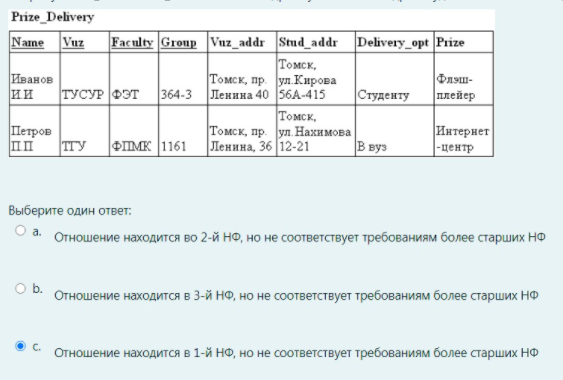 Prize_Delivery
Name Vuz Faculty Group Vuz_addr Stud_addr Delivery_opt Prize
Иванов И.И ТУСУР ФЭТ 364-3 Томск, пр. Ленина 40 Томск, ул.Кирова 56А-415 Студенту Флэш-плейер
Петров П.П ТГУ ФПМК 1161 Томск, пр. Ленина, 36 Томск, ул.Нахимова 12-21 В вуз Интернет-центр
Выберите один ответ:
a. Отношение находится во 2-й НФ, но не соответствует требованиям более старших НФ
b. Отношение находится в 3-й НФ, но не соответствует требованиям более старших НФ
c. Отношение находится в 1-й НФ, но не соответствует требованиям более старших НФ